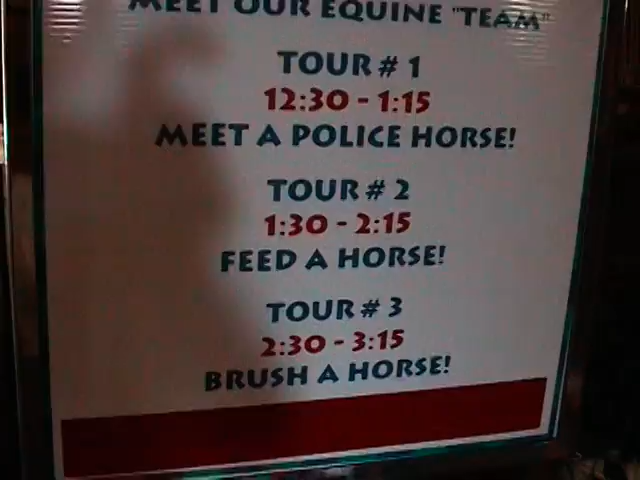 MEET OUR EQUINE "TEAM"
TOUR # 1
12:30 - 1:15
MEET A POLICE HORSE!
TOUR # 2
1:30 - 2:15
FEED A HORSE!
TOUR # 3
2:30 - 3:15
BRUSH A HORSE!